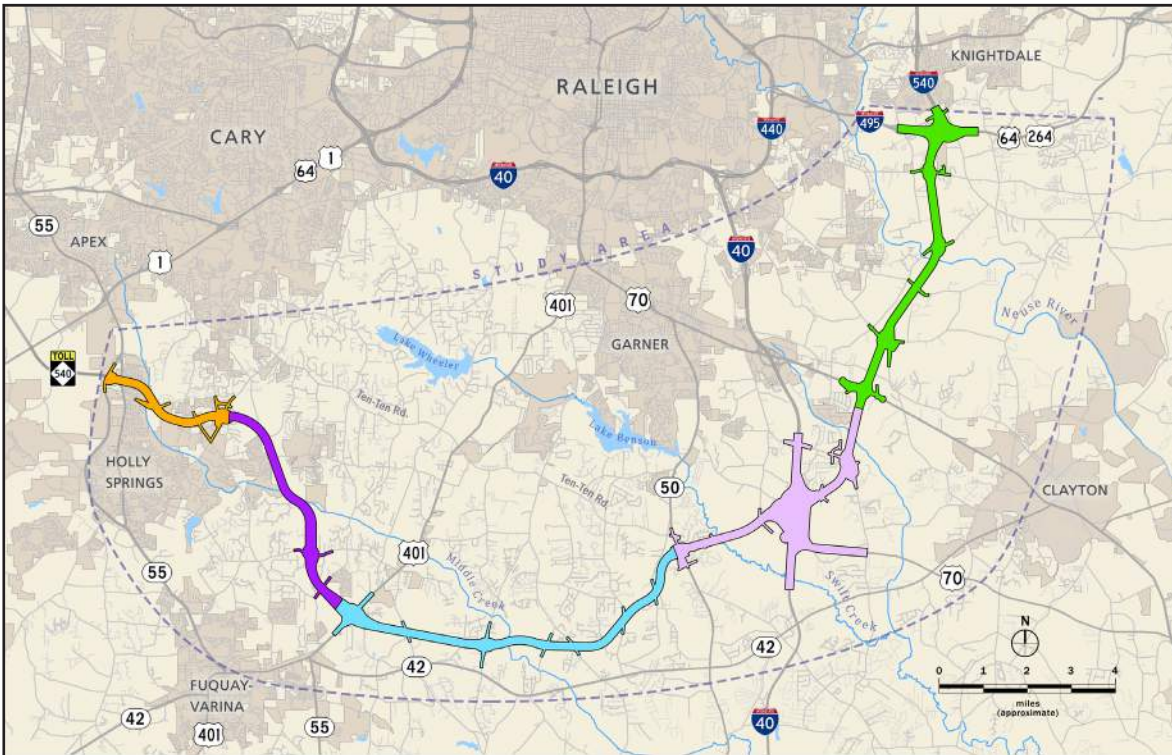 KNIGHTDALE
540
RALEIGH
CARY
440
495
64 264
64 1
40
55
APEX
1
STUDY AREA
40
401
70
Neuse River
GARNER
Lake Wheeler
TOLL
540
Ten-Ten Rd.
Lake Benson
HOLLY
SPRINGS
Ten-Ten Rd.
50
CLAYTON
401
Middle Creek
55
70
Swift Creek
N
42
42
0 1 2 3 4
miles
(approximate)
FUQUAY-
VARINA
42
401
55
INTERSTATE
40